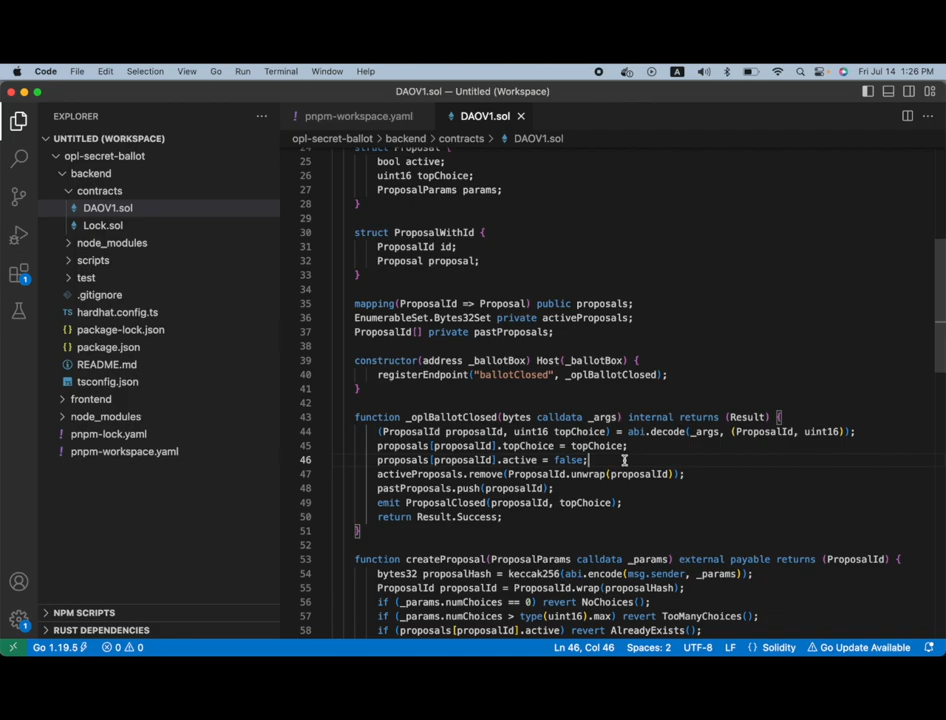 Code File Edit Selection View Go Run Terminal Window Help A Fri Jul 14 1:26 PM
DAOV1.sol — Untitled (Workspace)
EXPLORER
UNTITLED (WORKSPACE)
opl-secret-ballot
backend
contracts
DAOV1.sol
Lock.sol
node_modules
scripts
test
.gitignore
TS hardhat.config.ts
{} package-lock.json
{} package.json
README.md
tsconfig.json
frontend
node_modules
! pnpm-lock.yaml
! pnpm-workspace.yaml
NPM SCRIPTS
RUST DEPENDENCIES
1
1
! pnpm-workspace.yaml
DAOV1.sol
opl-secret-ballot > backend > contracts > DAOV1.sol
24 struct Proposal {
25 bool active;
26 uint16 topChoice;
27 ProposalParams params;
28 }
29
30 struct ProposalWithId {
31 ProposalId id;
32 Proposal proposal;
33 }
34
35 mapping(ProposalId => Proposal) public proposals;
36 EnumerableSet.Bytes32Set private activeProposals;
37 ProposalId[] private pastProposals;
38
39 constructor(address _ballotBox) Host(_ballotBox) {
40 registerEndpoint("ballotClosed", _oplBallotClosed);
41 }
42
43 function _oplBallotClosed(bytes calldata _args) internal returns (Result) {
44 (ProposalId proposalId, uint16 topChoice) = abi.decode(_args, (ProposalId, uint16));
45 proposals[proposalId].topChoice = topChoice;
46 proposals[proposalId].active = false;
47 activeProposals.remove(ProposalId.unwrap(proposalId));
48 pastProposals.push(proposalId);
49 emit ProposalClosed(proposalId, topChoice);
50 return Result.Success;
51 }
52
53 function createProposal(ProposalParams calldata _params) external payable returns (ProposalId) {
54 bytes32 proposalHash = keccak256(abi.encode(msg.sender, _params));
55 ProposalId proposalId = ProposalId.wrap(proposalHash);
56 if (_params.numChoices == 0) revert NoChoices();
57 if (_params.numChoices > type(uint16).max) revert TooManyChoices();
58 if (proposals[proposalId].active) revert AlreadyExists();
Go 1.19.5 0 0 Ln 46, Col 46 Spaces: 2 UTF-8 LF {} Solidity Go Update Available